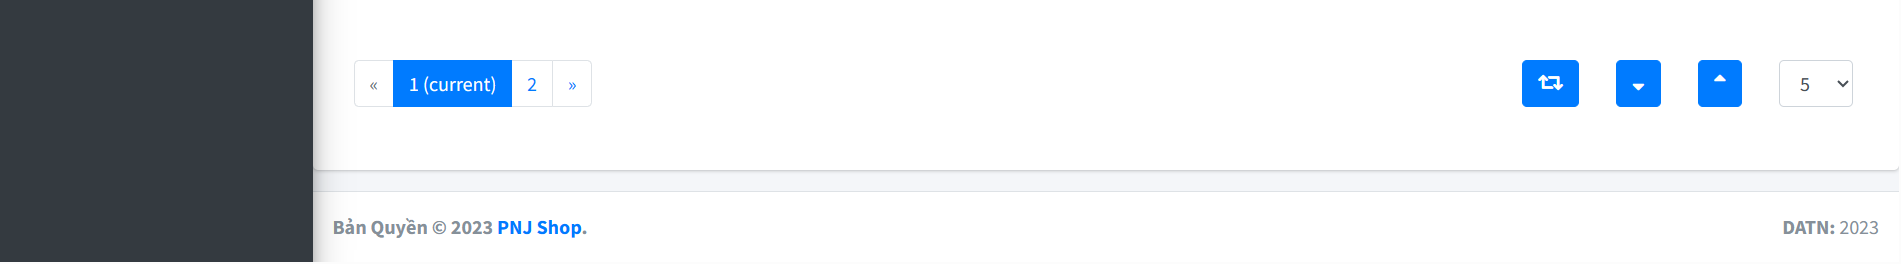 « 1 (current) 2 » 5
Bản Quyền © 2023 PNJ Shop. DATN: 2023